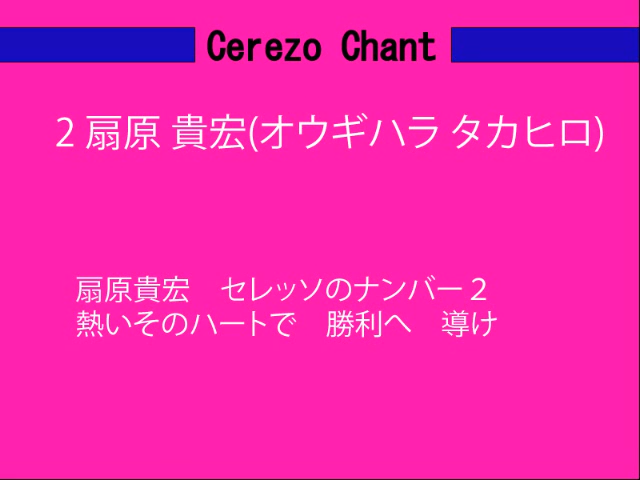 Cerezo Chant
2 扇原 貴宏(オウギハラ タカヒロ)
扇原貴宏　セレッソのナンバー２
熱いそのハートで　勝利へ　導け